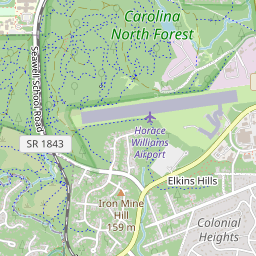 Carolina
North Forest
Seawell School Road
SR 1843
Horace
Williams
Airport
Elkins Hills
Iron Mine
Hill
159 m
Colonial
Heights